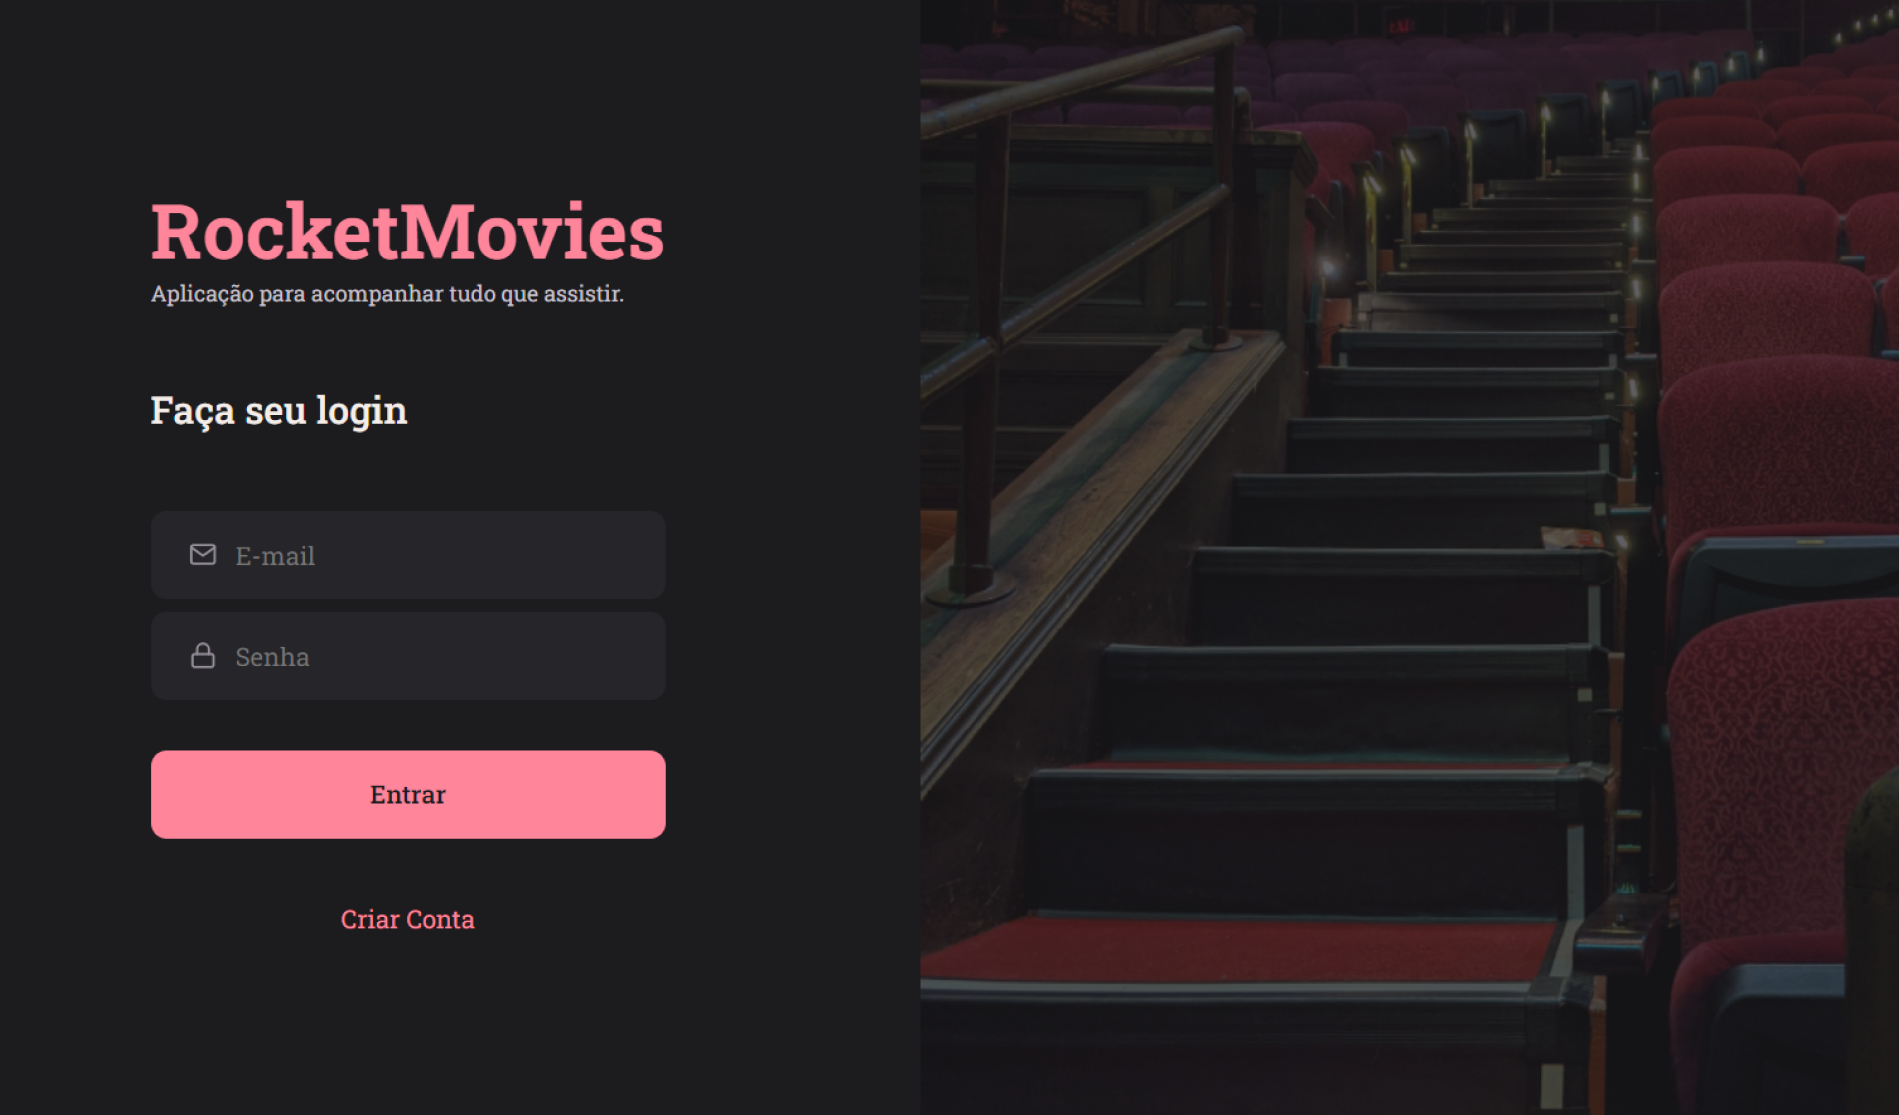 RocketMovies
Aplicação para acompanhar tudo que assistir.
Faça seu login
E-mail
Senha
Entrar
Criar Conta